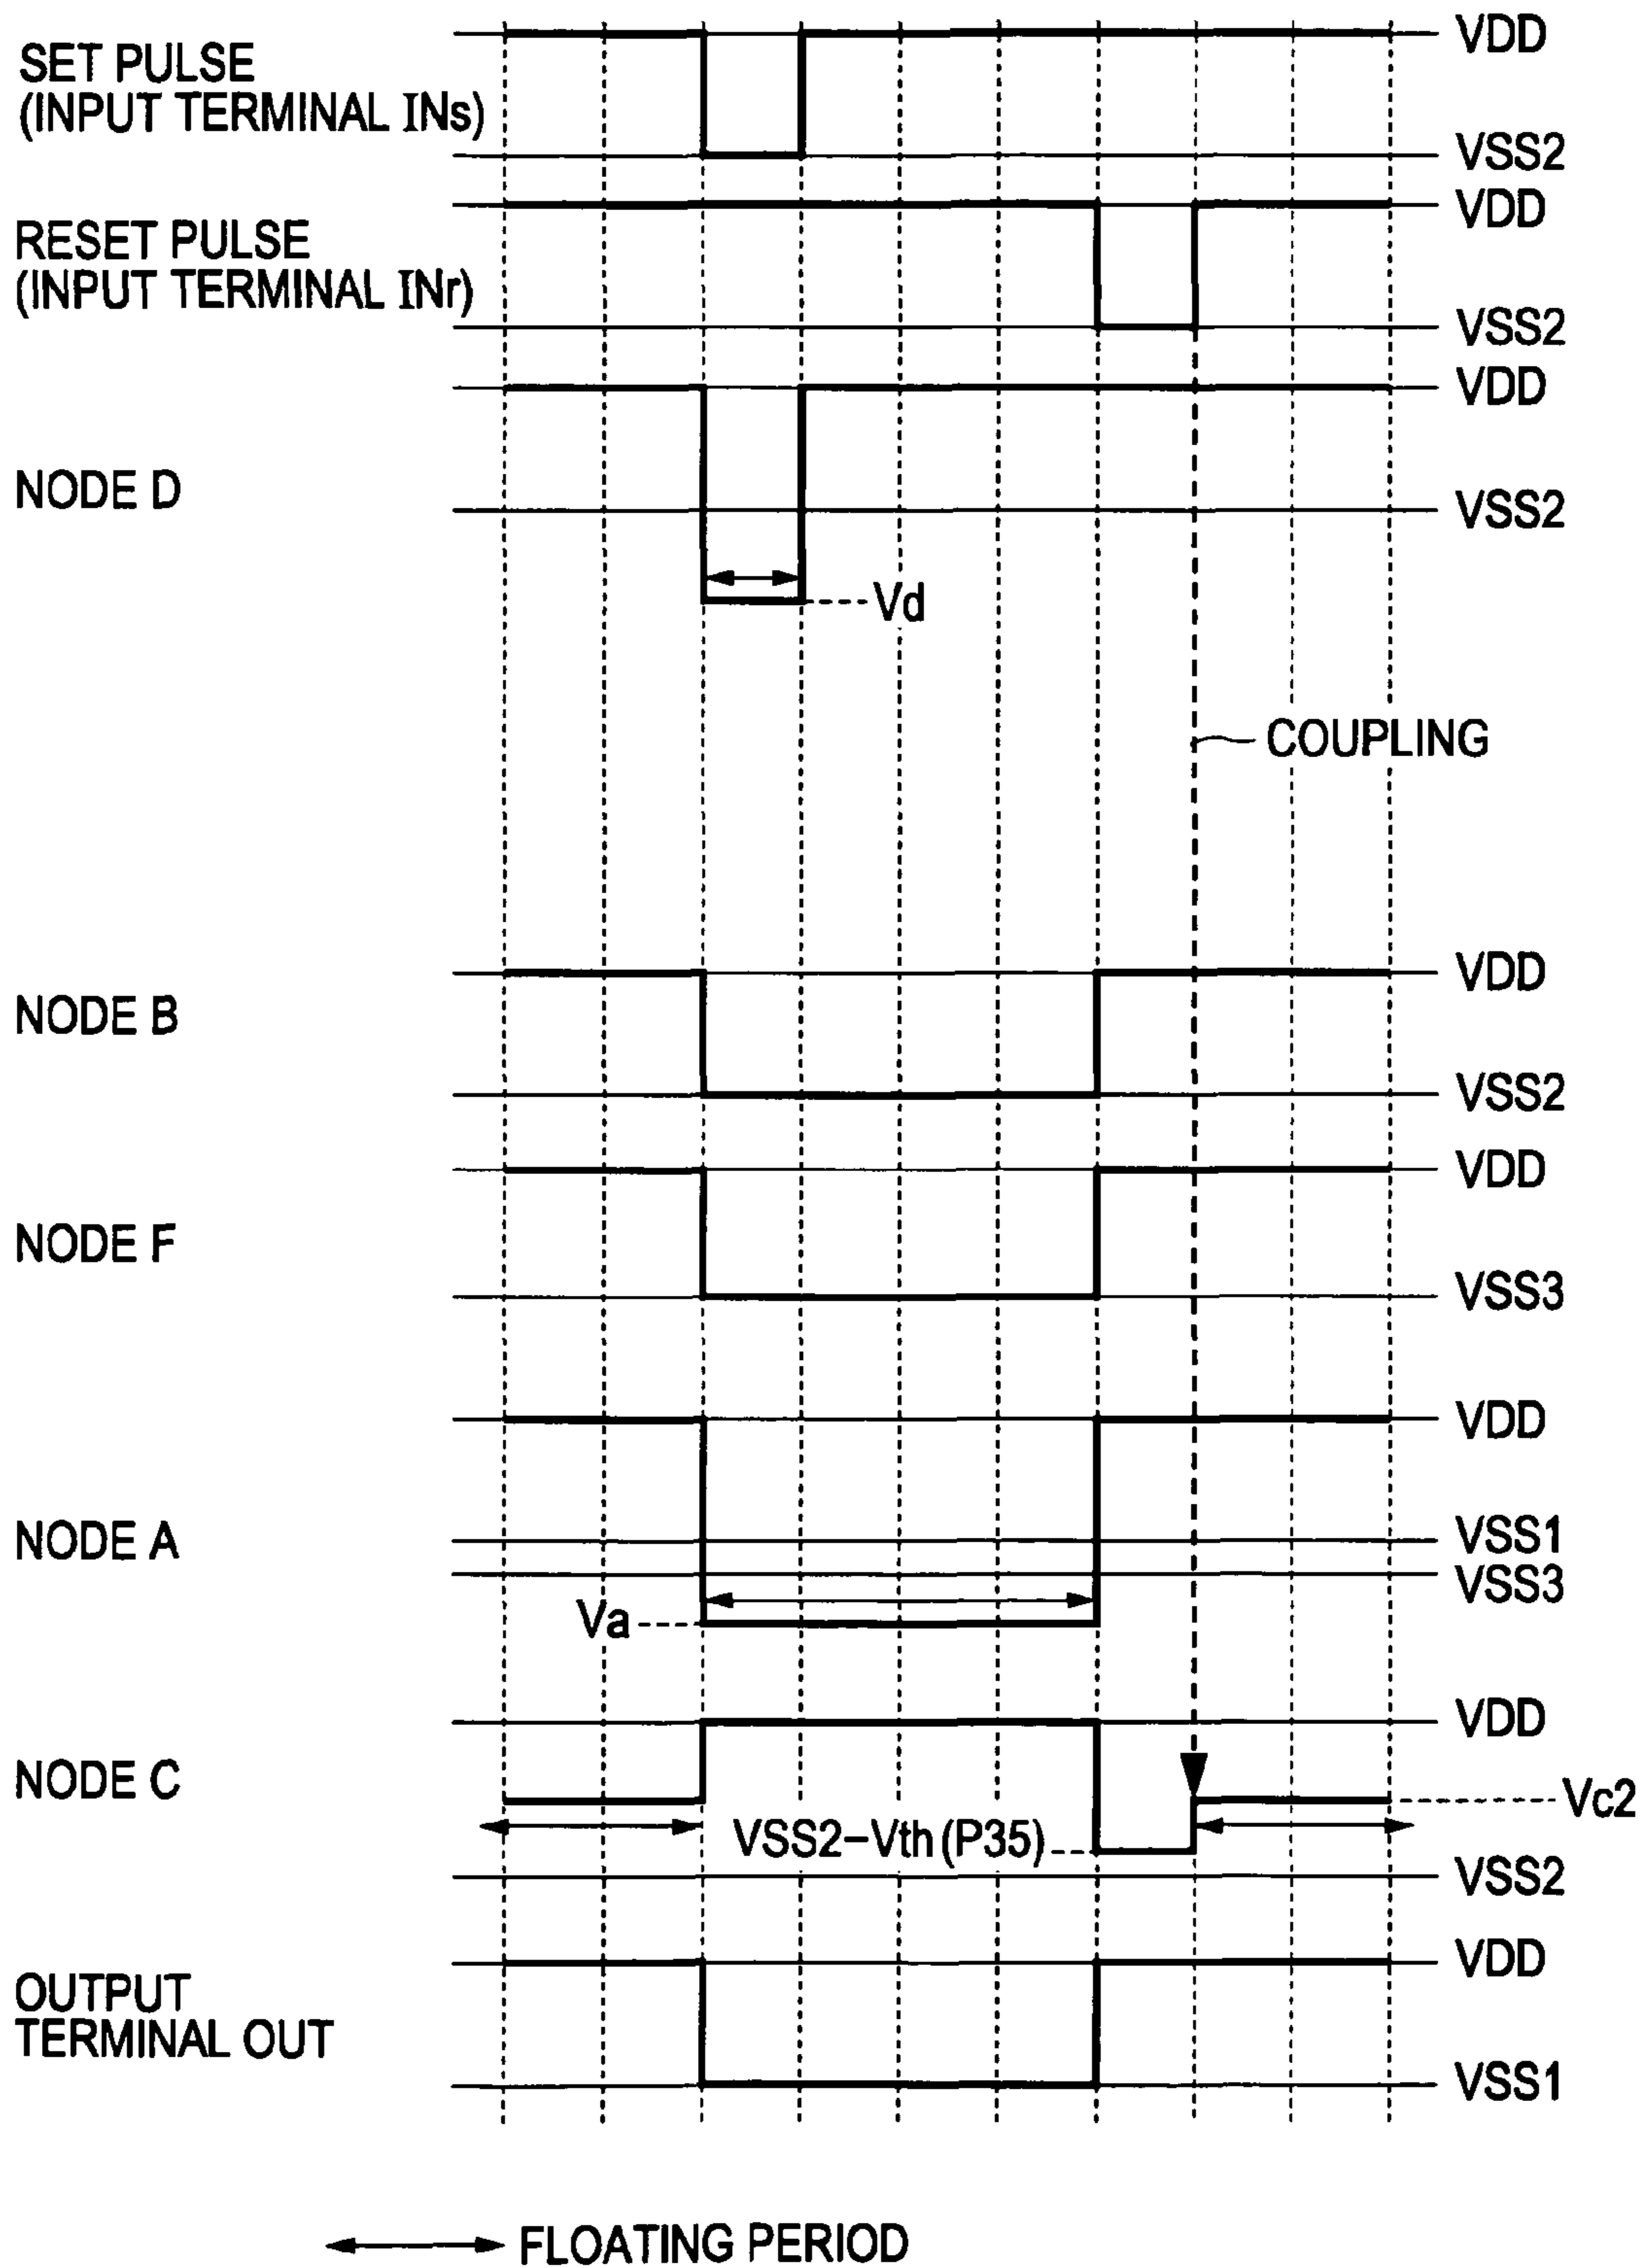 SET PULSE
(INPUT TERMINAL INs)
VDD
VSS2
RESET PULSE
(INPUT TERMINAL INr)
VDD
VSS2
NODE D
VDD
VSS2
Vd
COUPLING
NODE B
VDD
VSS2
NODE F
VDD
VSS3
NODE A
VDD
VSS1
VSS3
Va
NODE C
VDD
Vc2
VSS2-Vth (P35)
VSS2
OUTPUT
TERMINAL OUT
VDD
VSS1
FLOATING PERIOD